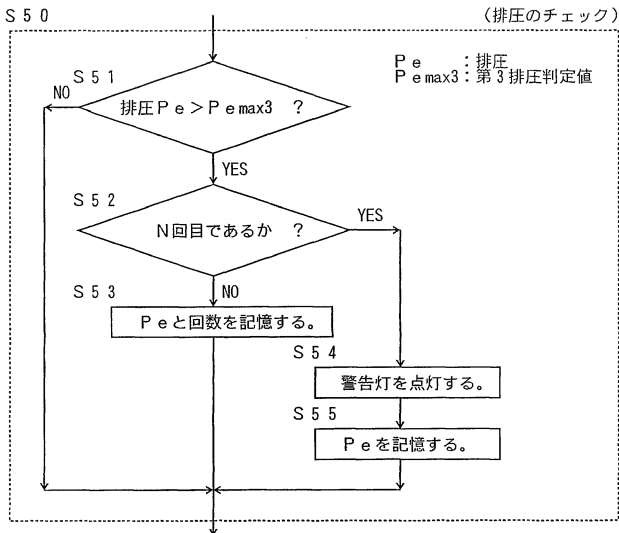 S50
(排圧のチェック)
Pe :排圧
Pemax3:第3排圧判定値
S51
NO
排圧Pe>Pemax3 ?
YES
S52
N回目であるか ?
YES
S53
NO
Peと回数を記憶する。
S54
警告灯を点灯する。
S55
Peを記憶する。